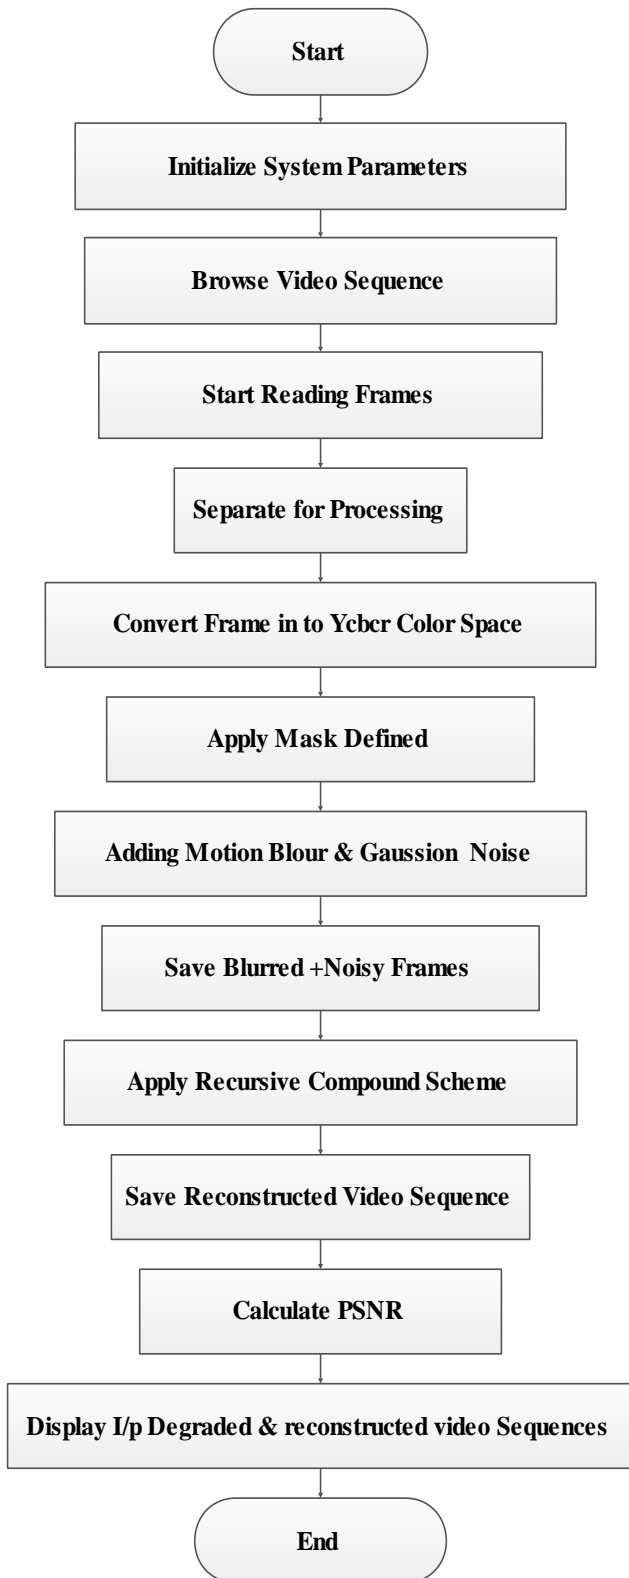 Start
Initialize System Parameters
Browse Video Sequence
Start Reading Frames
Separate for Processing
Convert Frame in to Ycbcr Color Space
Apply Mask Defined
Adding Motion Blour & Gaussion Noise
Save Blurred +Noisy Frames
Apply Recursive Compound Scheme
Save Reconstructed Video Sequence
Calculate PSNR
Display I/p Degraded & reconstructed video Sequences
End